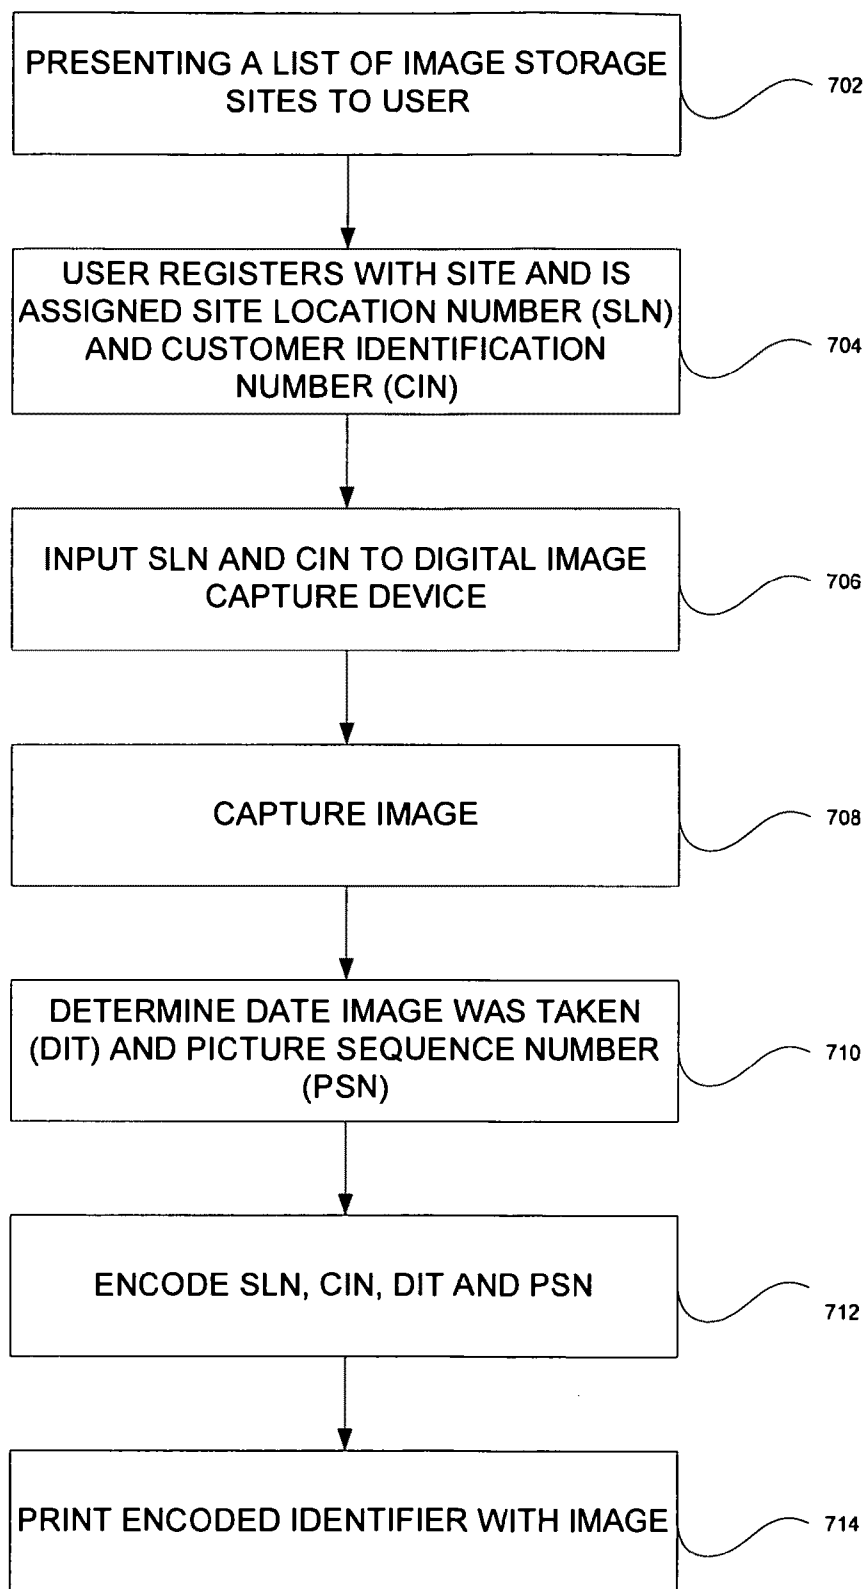 PRESENTING A LIST OF IMAGE STORAGE
SITES TO USER
702
USER REGISTERS WITH SITE AND IS
ASSIGNED SITE LOCATION NUMBER (SLN)
AND CUSTOMER IDENTIFICATION
NUMBER (CIN)
704
INPUT SLN AND CIN TO DIGITAL IMAGE
CAPTURE DEVICE
706
CAPTURE IMAGE
708
DETERMINE DATE IMAGE WAS TAKEN
(DIT) AND PICTURE SEQUENCE NUMBER
(PSN)
710
ENCODE SLN, CIN, DIT AND PSN
712
PRINT ENCODED IDENTIFIER WITH IMAGE
714